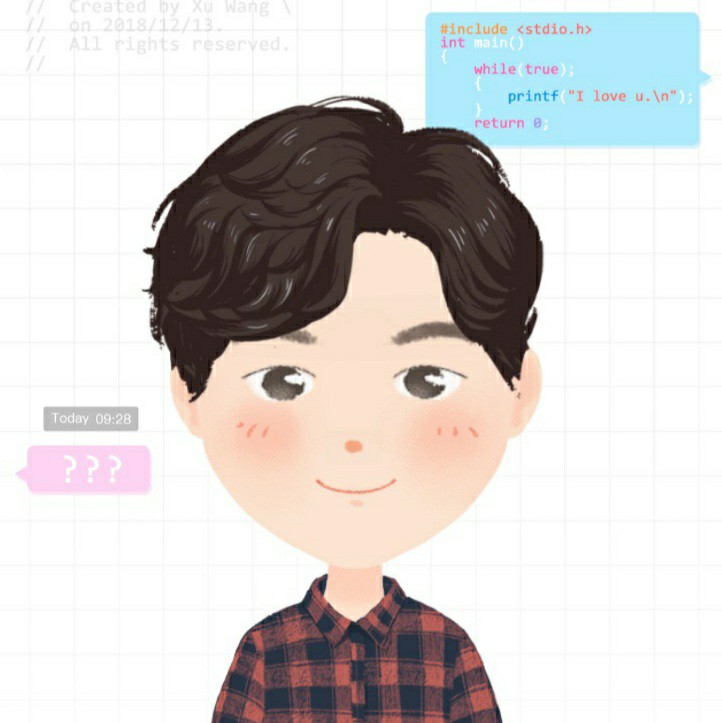 // Created by Xu Wang \
// on 2018/12/13.
// All rights reserved.
//
#include <stdio.h>
int main()
{
while(true);
{
printf("I love u.\n");
}
return 0;
Today 09:28
???